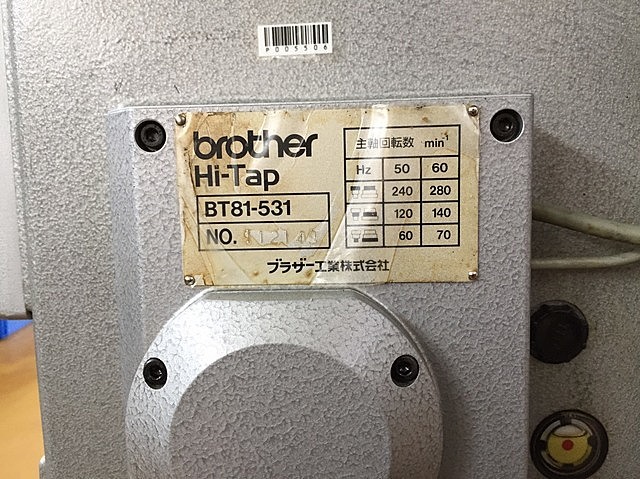 P005506
brother
Hi-Tap
BT81-531
NO.
主軸回転数 min⁻¹
Hz 50 60
240 280
120 140
60 70
ブラザー工業株式会社